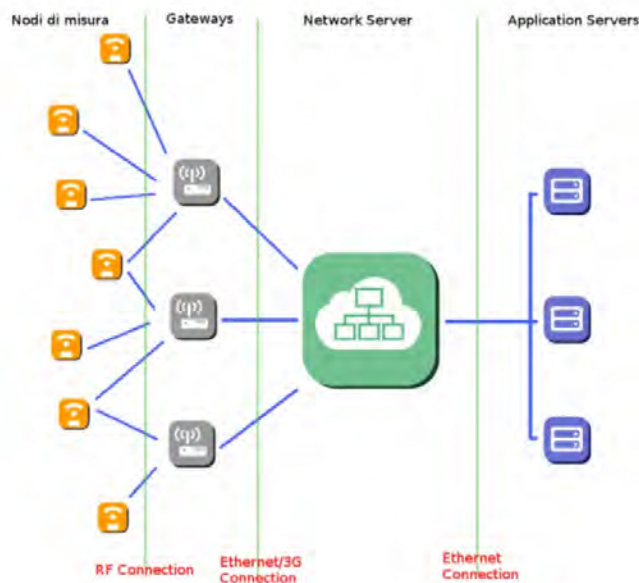 Nodi di misura
Gateways
Network Server
Application Servers
RF Connection
Ethernet/3G
Connection
Ethernet
Connection